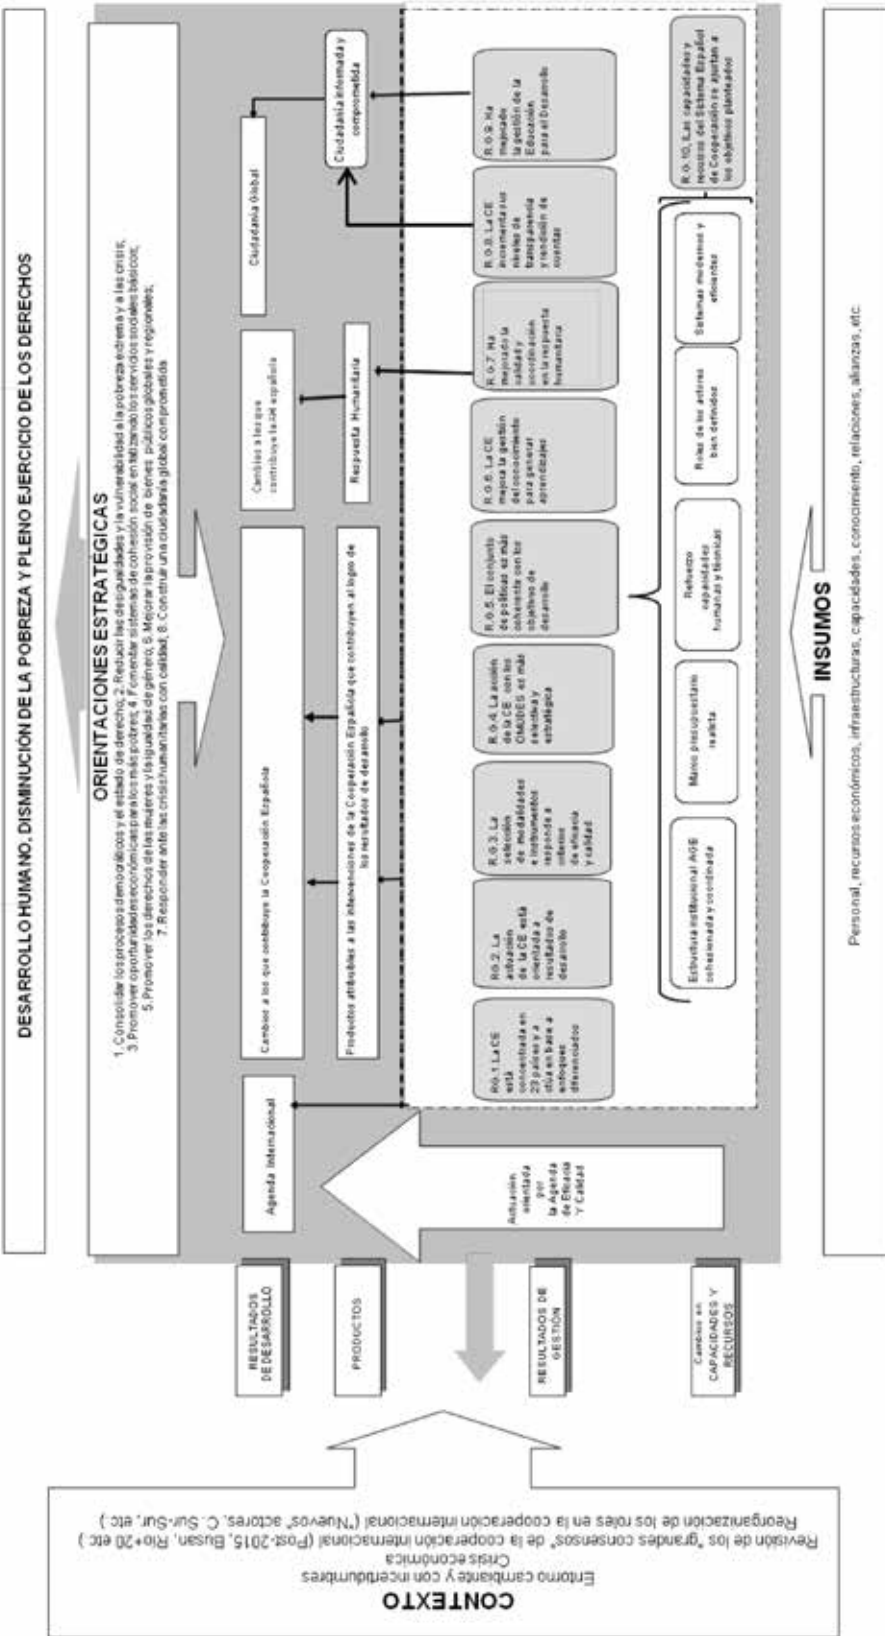 DESARROLLO HUMANO, DISMINUCIÓN DE LA POBREZA Y PLENO EJERCICIO DE LOS DERECHOS
ORIENTACIONES ESTRATÉGICAS
1. Consolidar los procesos democráticos y el estado de derecho; 2. Reducir las desigualdades y la vulnerabilidad a la pobreza extrema y a las crisis;
3. Promover oportunidades económicas para los más pobres; 4. Fomentar sistemas de cohesión social enfatizando los servicios sociales básicos;
5. Promover los derechos de las mujeres y la igualdad de género; 6. Mejorar la provisión de bienes públicos globales y regionales;
7. Responder ante las crisis humanitarias con calidad; 8. Construir una ciudadanía global comprometida
RESULTADOS
DE DESARROLLO
Agenda Internacional
Cambios a los que contribuye la Cooperación Española
Cambios a los que
contribuye la AH española
Ciudadanía Global
PRODUCTOS
Productos atribuibles a las intervenciones de la Cooperación Española que contribuyen al logro de
los resultados de desarrollo
Respuesta Humanitaria
Ciudadanía informada y
comprometida
RESULTADOS DE
GESTIÓN
Actuación
orientada
por
la Agenda
de Eficacia
Y Calidad
RG.1 La CE
está
concentrada en
23 países y a
ctúa en base a
enfoques
diferenciados
RG.2. La
actuación
de la CE está
orientada a
resultados de
desarrollo
R.G.3. La
selección
de modalidades
e instrumentos
responde a
criterios
de eficacia
y calidad
R.G.4. La acción
de la CE con los
OMUDES es más
selectiva y
estratégica
R.G.5. El conjunto
de políticas es más
coherente con los
objetivos de
desarrollo
R.G.6. La CE
mejora la gestión
del conocimiento
para generar
aprendizajes
R.G.7. Ha
mejorado la
calidad y
coordinación
en la respuesta
humanitaria
R.G.8. La CE
incrementa sus
niveles de
transparencia
y rendición de
cuentas
R.G.9. Ha
mejorado
la gestión de la
Educación
para el Desarrollo
Cambios en
CAPACIDADES Y
RECURSOS
Estructura institucional AGE
cohesionada y coordinada
Marco presupuestario
realista
Refuerzo
capacidades
humanas y técnicas
Roles de los actores
bien definidos
Sistemas modernos y
eficientes
R.G.10. Las capacidades y
recursos del Sistema Español
de Cooperación se ajustan a
los objetivos planteados
INSUMOS
Personal, recursos económicos, infraestructuras, capacidades, conocimiento, relaciones, alianzas, etc.
CONTEXTO
Entorno cambiante y con incertidumbres
Crisis económica
Revisión de los "grandes consensos" de la cooperación internacional (Post-2015, Busan, Rio+20 etc.)
Reorganización de los roles en la cooperación internacional ("Nuevos" actores, C. Sur-Sur, etc.)